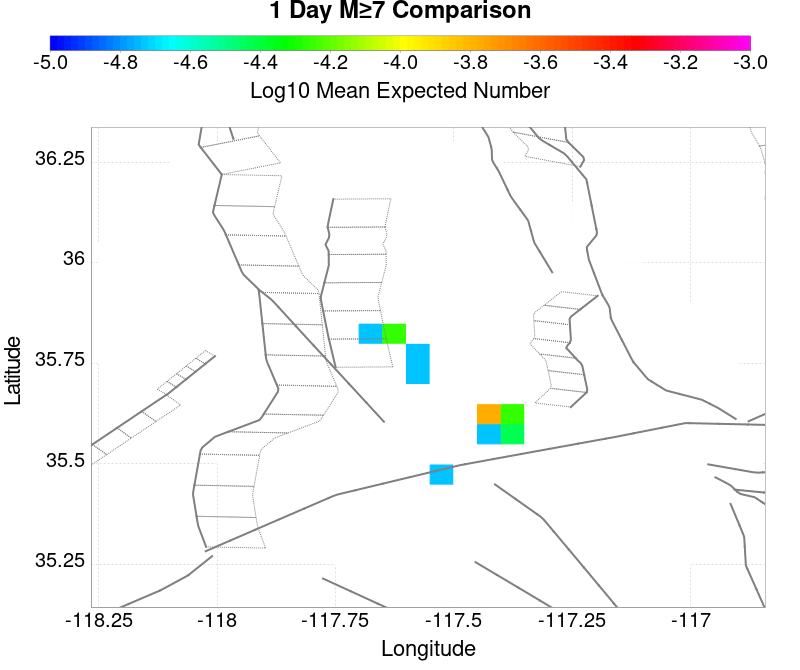 1 Day M≥7 Comparison
-5.0 -4.8 -4.6 -4.4 -4.2 -4.0 -3.8 -3.6 -3.4 -3.2 -3.0
Log10 Mean Expected Number
36.25
36
35.75
35.5
35.25
Latitude
-118.25 -118 -117.75 -117.5 -117.25 -117
Longitude